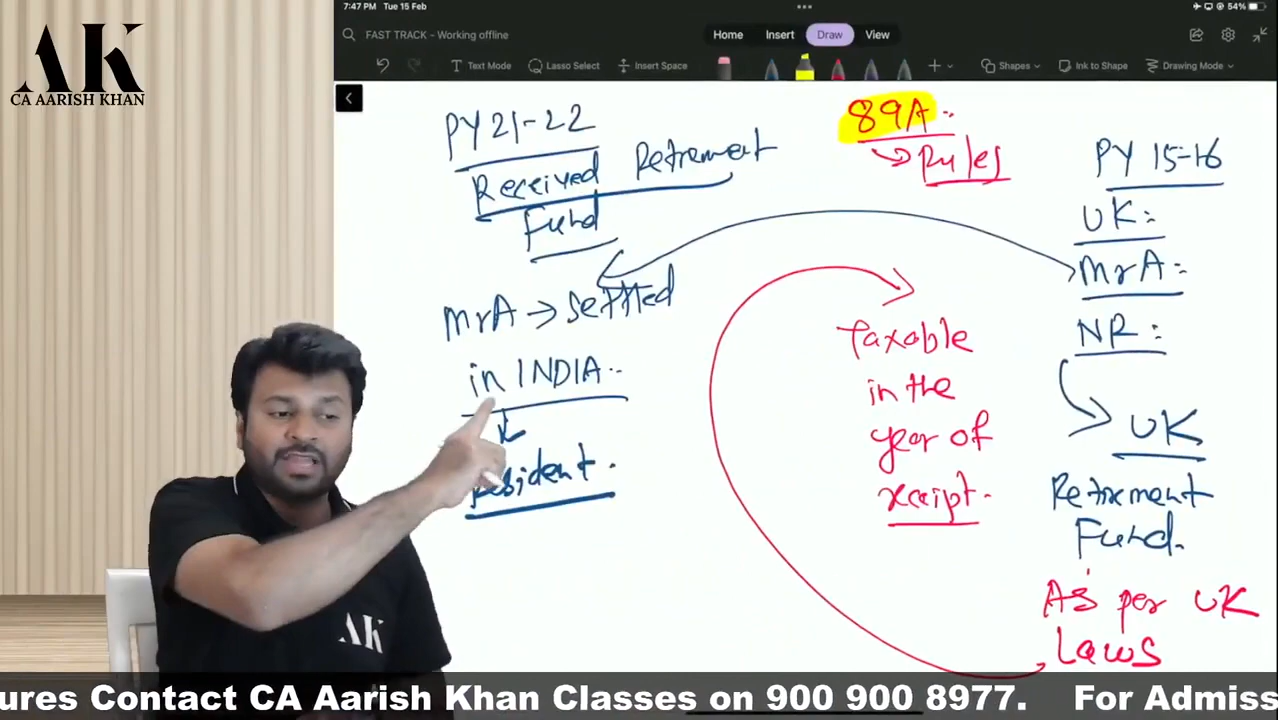 7:47 PM Tue 15 Feb
54%
AK
CA AARISH KHAN
FAST TRACK - Working offline
Home Insert Draw View
Text Mode
Lasso Select
Insert Space
Shapes
Ink to Shape
Drawing Mode
PY 21-22
Received Retirement
Fund
MrA → settled
in INDIA..
Resident.
89A:
Rules
Taxable
in the
year of
receipt.
PY 15-16
UK:
MrA:
NR:
UK
Retirement
Fund.
As per UK
Laws
AK
ures Contact CA Aarish Khan Classes on 900 900 8977. For Admiss